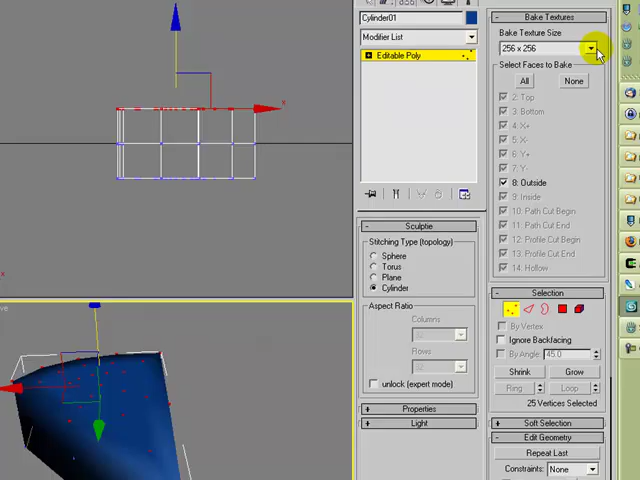 Cylinder01
Modifier List
Editable Poly
Sculptie
Stitching Type (topology)
Sphere
Torus
Plane
Cylinder
Aspect Ratio
Columns
32
Rows
32
unlock (expert mode)
Properties
Light
Bake Textures
Bake Texture Size
256 x 256
Select Faces to Bake
All
None
2: Top
3: Bottom
4: X+
5: X-
6: Y+
7: Y-
8: Outside
9: Inside
10: Path Cut Begin
11: Path Cut End
12: Profile Cut Begin
13: Profile Cut End
14: Hollow
Selection
By Vertex
Ignore Backfacing
By Angle: 45.0
Shrink
Grow
Ring
Loop
25 Vertices Selected
Soft Selection
Edit Geometry
Repeat Last
Constraints: None
x
x